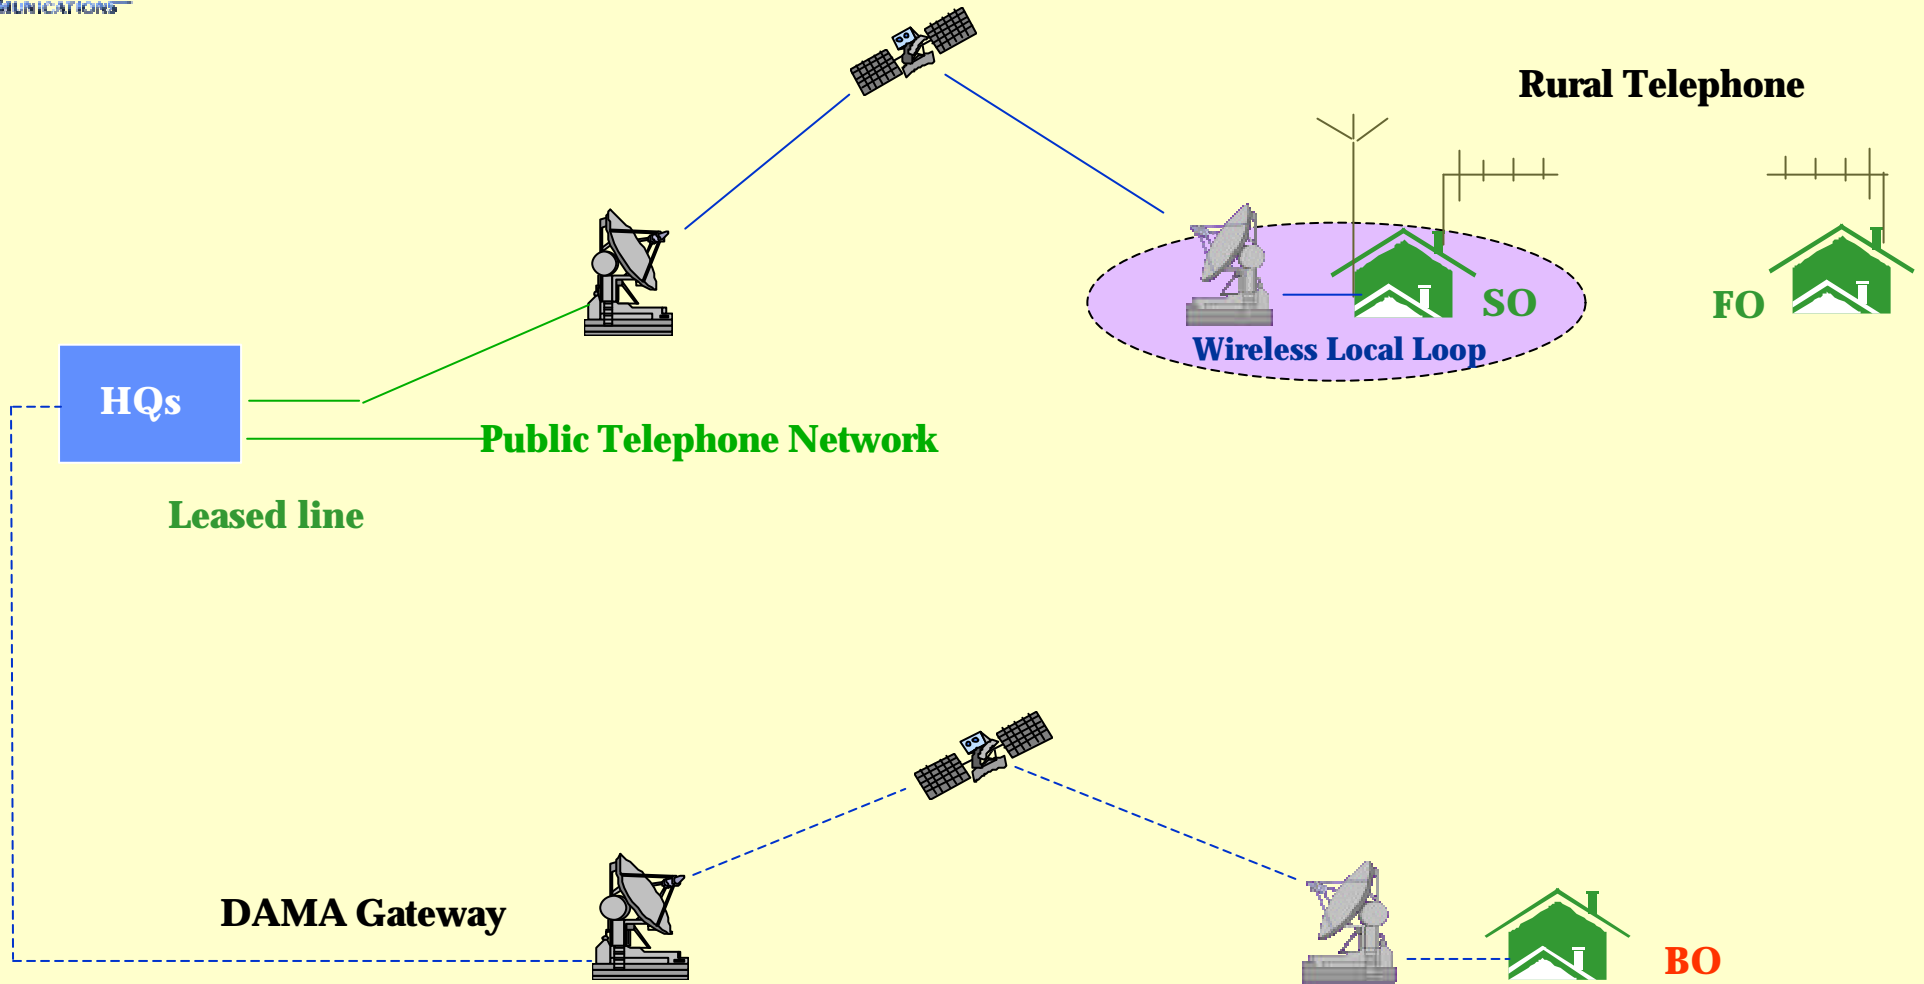 Rural Telephone
SO
FO
Wireless Local Loop
HQs
Public Telephone Network
Leased line
DAMA Gateway
BO